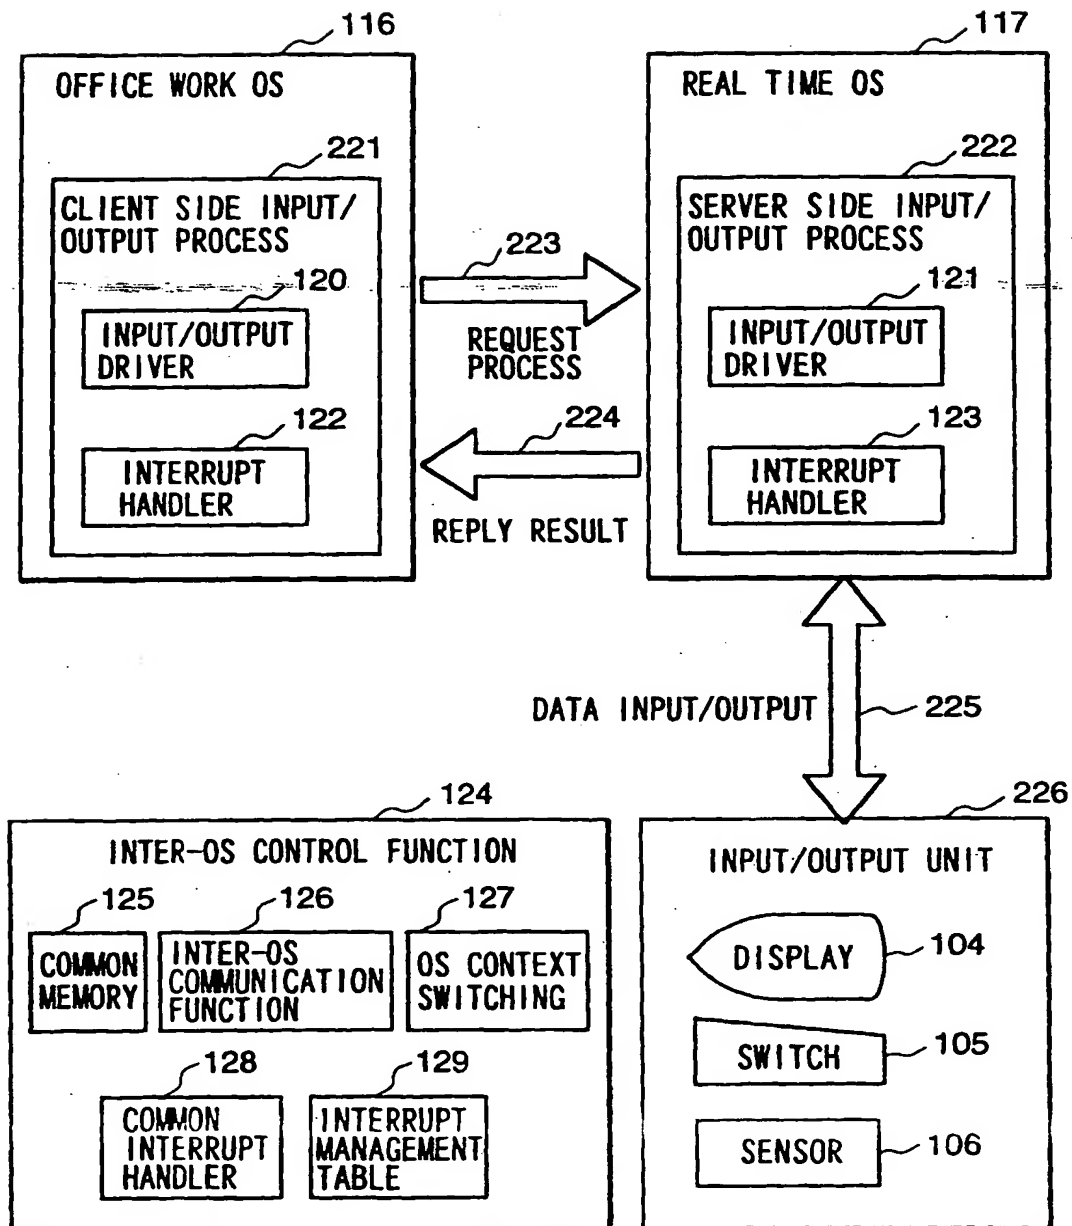 116
OFFICE WORK OS
221
CLIENT SIDE INPUT/
OUTPUT PROCESS
120
INPUT/OUTPUT
DRIVER
122
INTERRUPT
HANDLER
223
REQUEST
PROCESS
224
REPLY RESULT
117
REAL TIME OS
222
SERVER SIDE INPUT/
OUTPUT PROCESS
121
INPUT/OUTPUT
DRIVER
123
INTERRUPT
HANDLER
DATA INPUT/OUTPUT
225
124
INTER-OS CONTROL FUNCTION
125
COMMON
MEMORY
126
INTER-OS
COMMUNICATION
FUNCTION
127
OS CONTEXT
SWITCHING
128
COMMON
INTERRUPT
HANDLER
129
INTERRUPT
MANAGEMENT
TABLE
226
INPUT/OUTPUT UNIT
DISPLAY
104
SWITCH
105
SENSOR
106